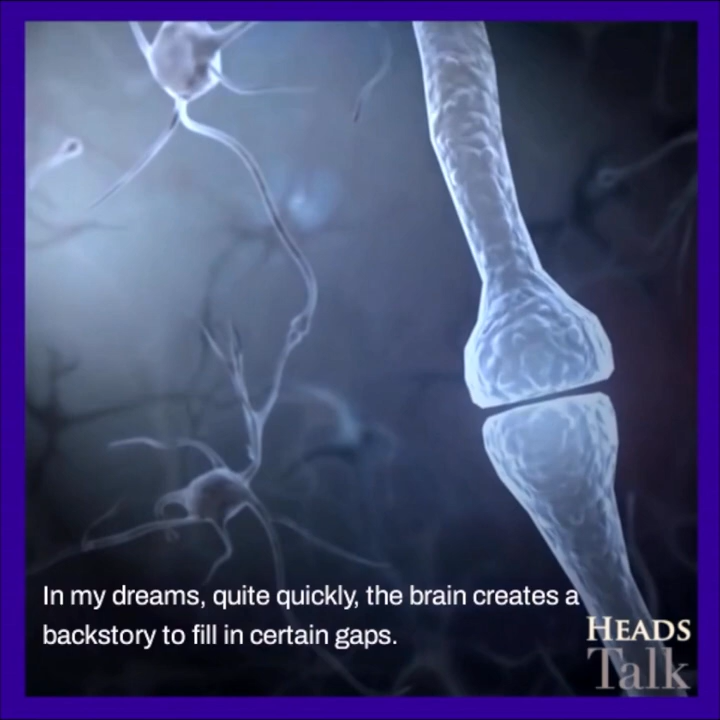 In my dreams, quite quickly, the brain creates a
backstory to fill in certain gaps.
HEADS
Talk